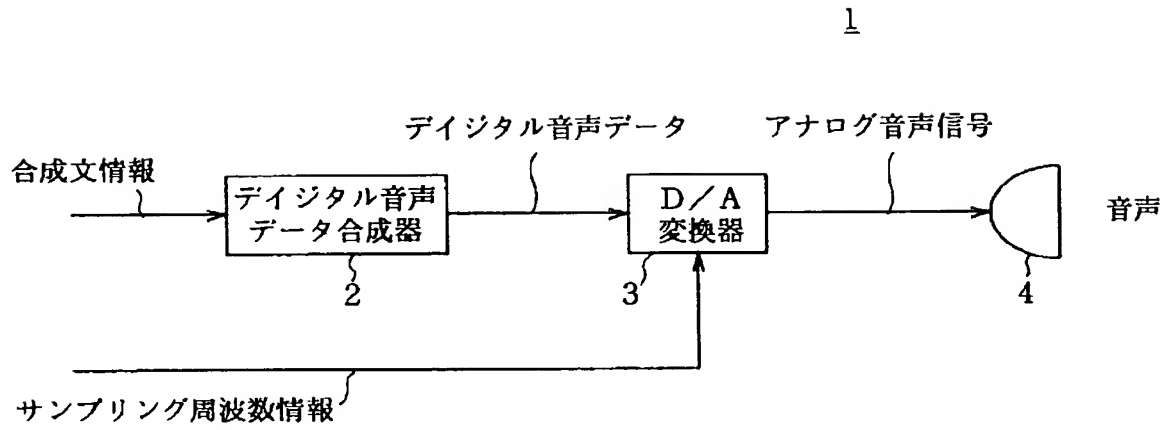 1
デイジタル音声データ
アナログ音声信号
合成文情報
デイジタル音声
データ合成器
D/A
変換器
音声
2
3
4
サンプリング周波数情報